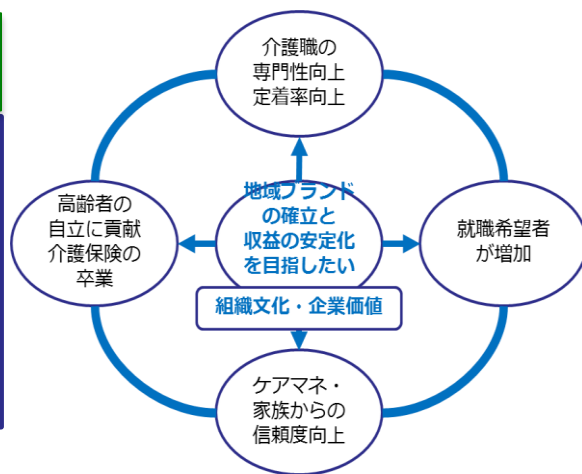 介護職の
専門性向上
定着率向上
高齢者の
自立に貢献
介護保険の
卒業
地域ブランド
の確立と
収益の安定化
を目指したい
就職希望者
が増加
組織文化・企業価値
ケアマネ・
家族からの
信頼度向上